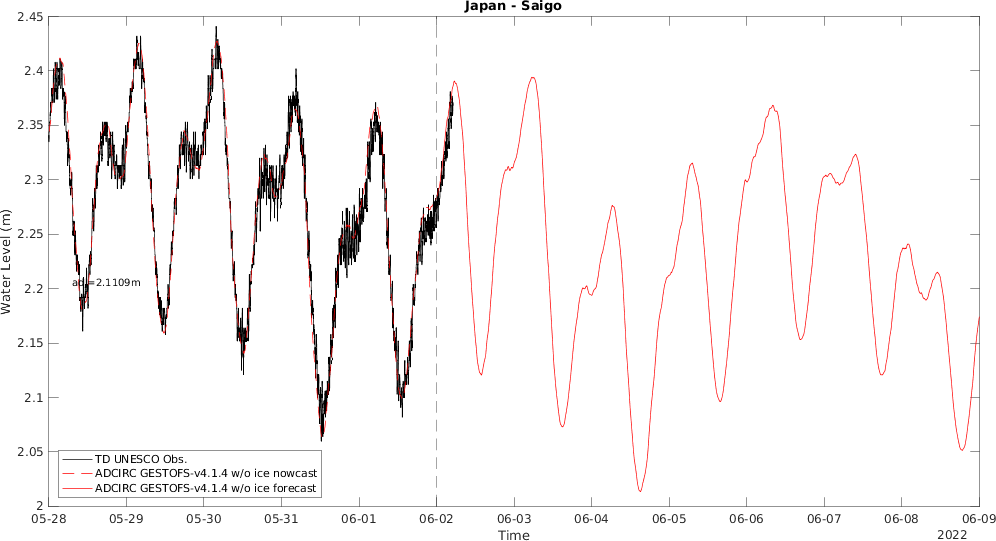 Japan - Saigo
2.45
2.4
2.35
2.3
2.25
2.2
2.15
2.1
2.05
2
Water Level (m)
=2.1109m
TD UNESCO Obs.
ADCIRC GESTOFS-v4.1.4 w/o ice nowcast
ADCIRC GESTOFS-v4.1.4 w/o ice forecast
05-28 05-29 05-30 05-31 06-01 06-02 06-03 06-04 06-05 06-06 06-07 06-08 06-09
Time
2022